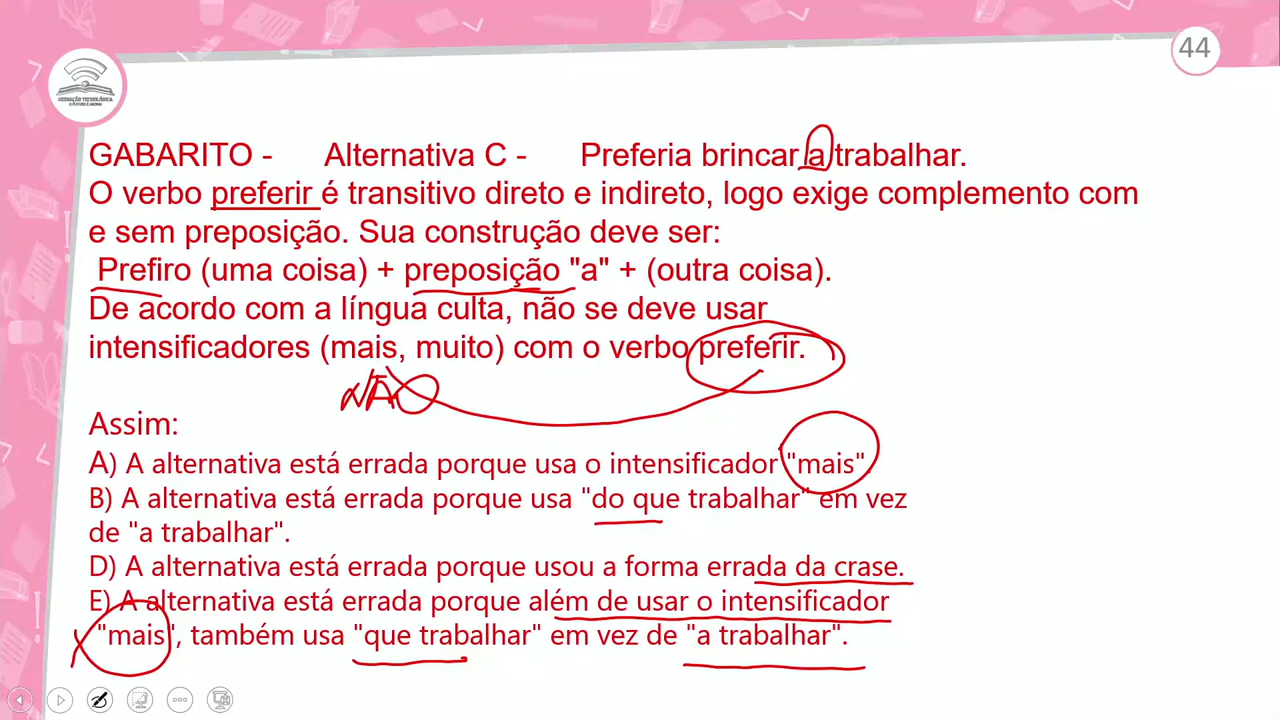 44
MEDIAÇÃO TECNOLÓGICA
O FUTURO É AGORA
GABARITO - Alternativa C - Preferia brincar a trabalhar.
O verbo preferir é transitivo direto e indireto, logo exige complemento com
e sem preposição. Sua construção deve ser:
Prefiro (uma coisa) + preposição "a" + (outra coisa).
De acordo com a língua culta, não se deve usar
intensificadores (mais, muito) com o verbo preferir.
NÃO
Assim:
A) A alternativa está errada porque usa o intensificador "mais".
B) A alternativa está errada porque usa "do que trabalhar" em vez
de "a trabalhar".
D) A alternativa está errada porque usou a forma errada da crase.
E) A alternativa está errada porque além de usar o intensificador
"mais", também usa "que trabalhar" em vez de "a trabalhar".